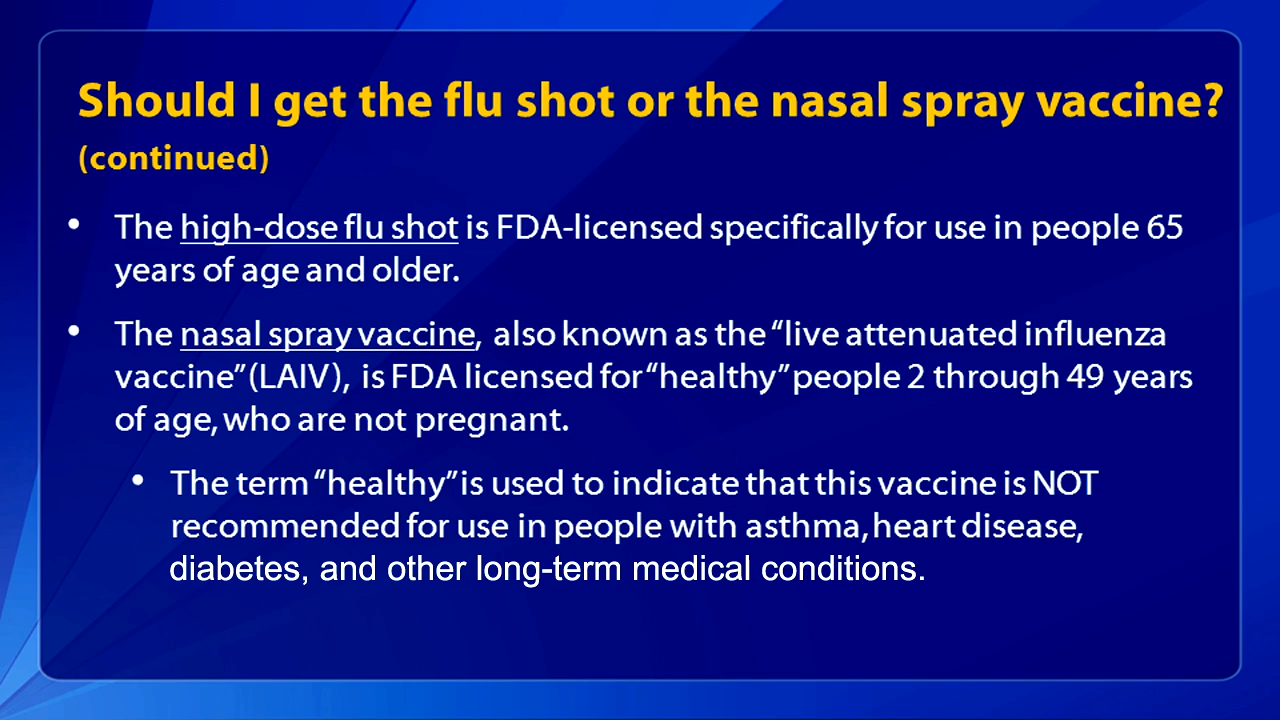 Should I get the flu shot or the nasal spray vaccine?
(continued)
• The high-dose flu shot is FDA-licensed specifically for use in people 65
years of age and older.
• The nasal spray vaccine, also known as the “live attenuated influenza
vaccine” (LAIV), is FDA licensed for “healthy” people 2 through 49 years
of age, who are not pregnant.
• The term “healthy” is used to indicate that this vaccine is NOT
recommended for use in people with asthma, heart disease,
diabetes, and other long-term medical conditions.